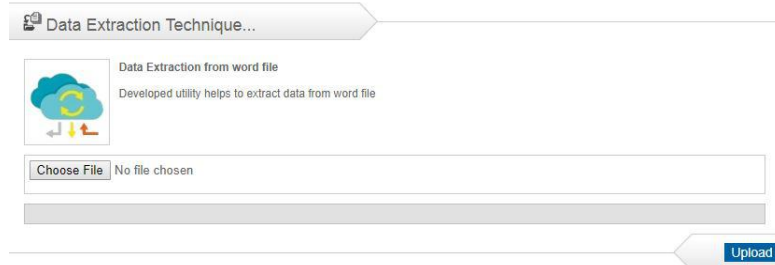 Data Extraction Technique...
Data Extraction from word file
Developed utility helps to extract data from word file
Choose File No file chosen
Upload